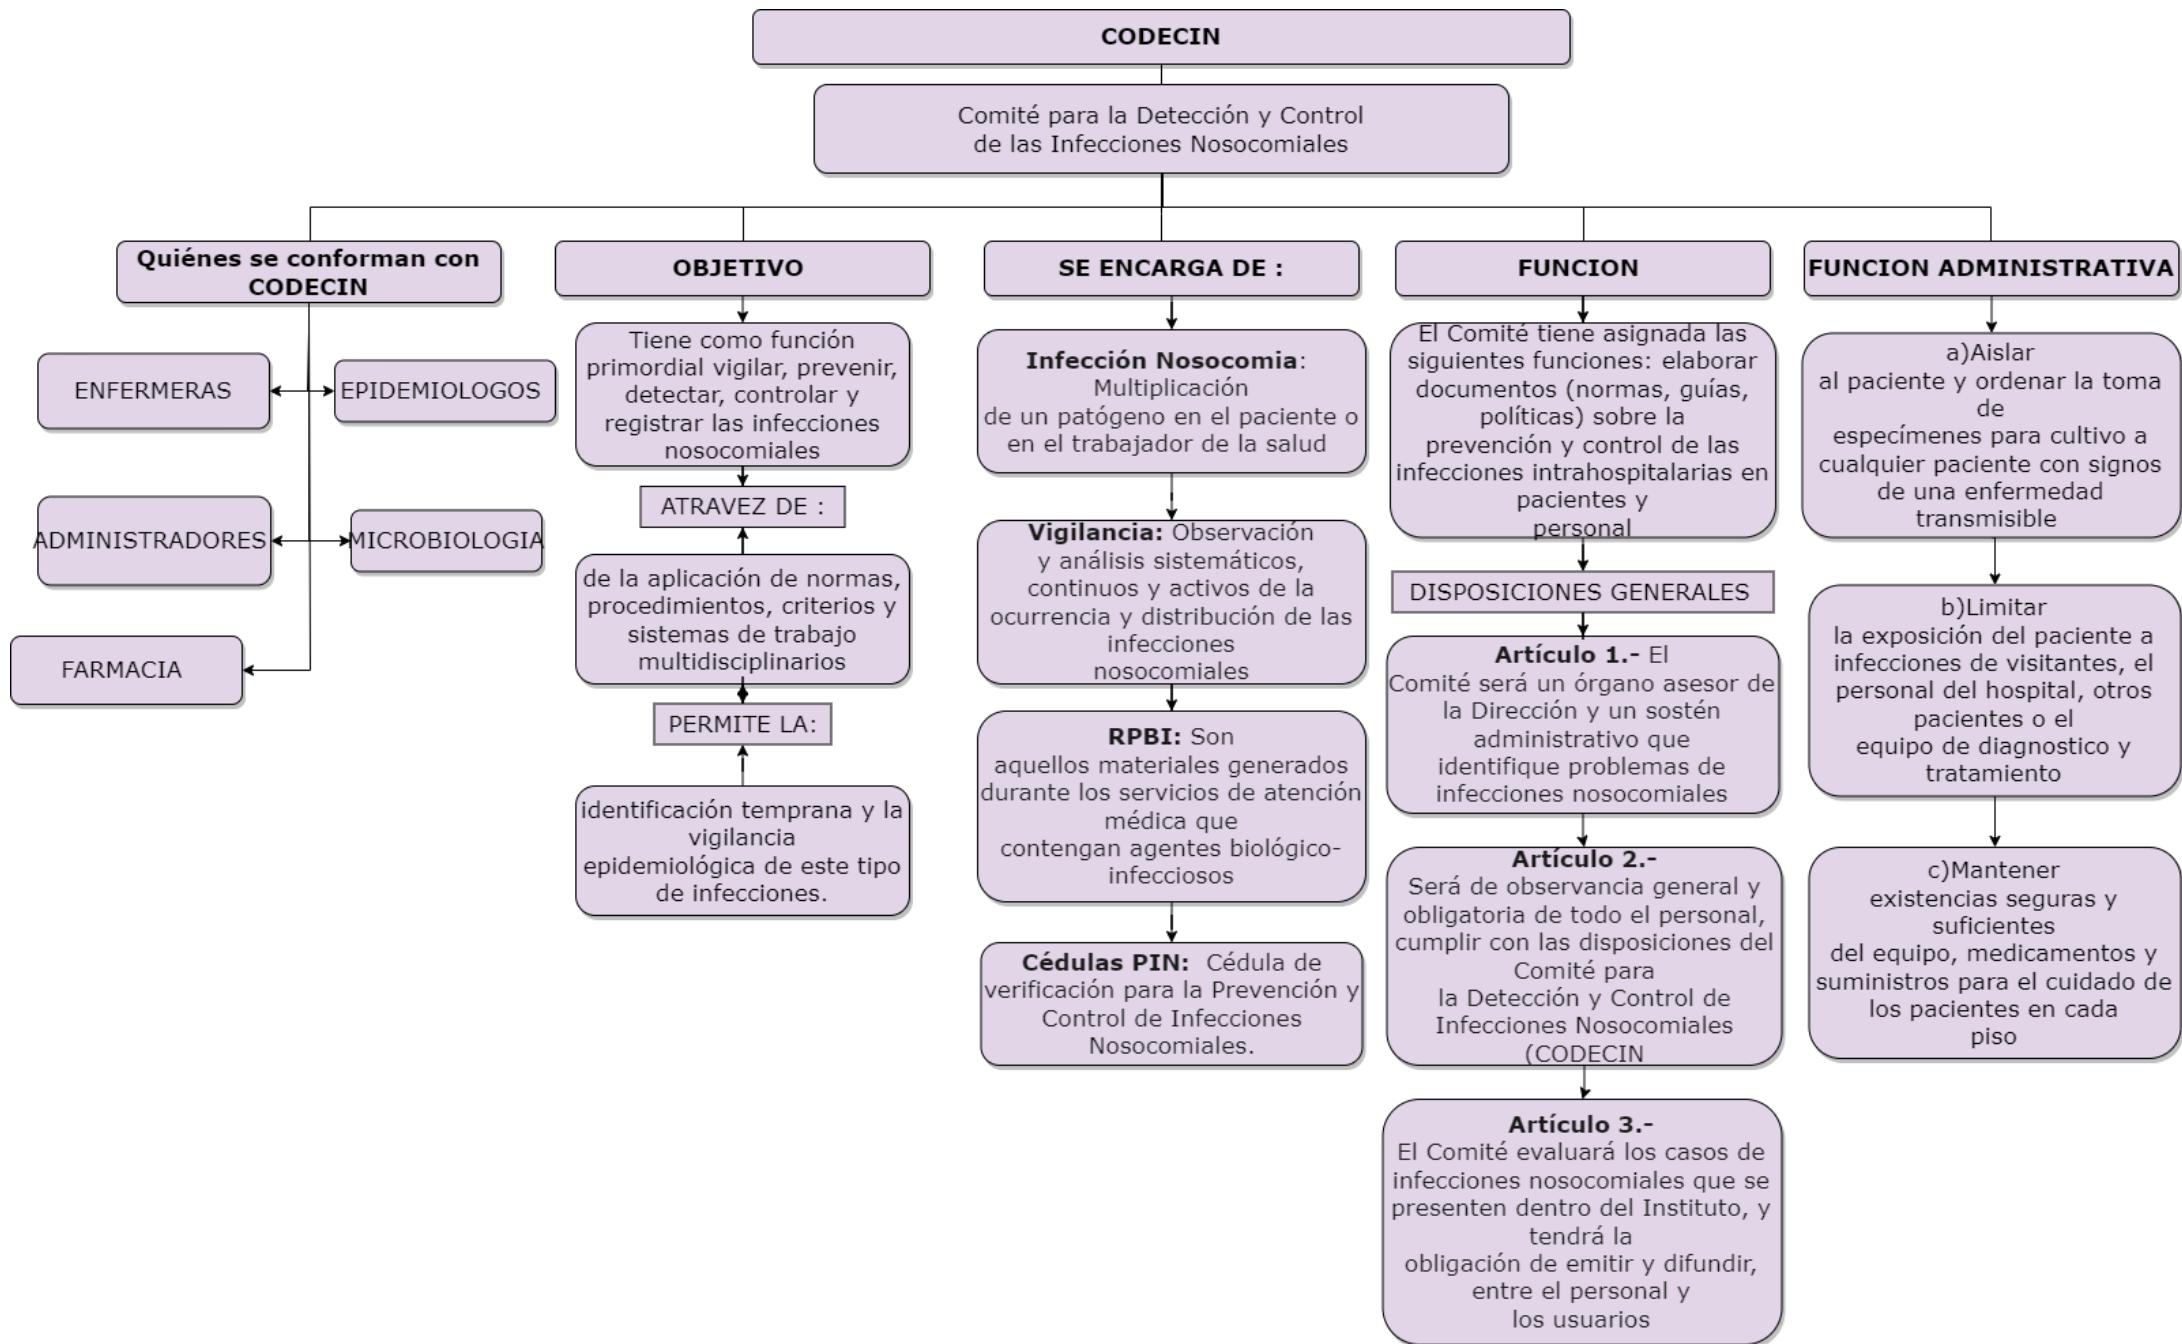 CODECIN
Comité para la Detección y Control
de las Infecciones Nosocomiales
Quiénes se conforman con
CODECIN
ENFERMERAS
EPIDEMIOLOGOS
ADMINISTRADORES
MICROBIOLOGIA
FARMACIA
OBJETIVO
Tiene como función
primordial vigilar, prevenir,
detectar, controlar y
registrar las infecciones
nosocomiales
ATRAVEZ DE :
de la aplicación de normas,
procedimientos, criterios y
sistemas de trabajo
multidisciplinarios
PERMITE LA:
identificación temprana y la
vigilancia
epidemiológica de este tipo
de infecciones.
SE ENCARGA DE :
Infección Nosocomia:
Multiplicación
de un patógeno en el paciente o
en el trabajador de la salud
Vigilancia: Observación
y análisis sistemáticos,
continuos y activos de la
ocurrencia y distribución de las
infecciones
nosocomiales
RPBI: Son
aquellos materiales generados
durante los servicios de atención
médica que
contengan agentes biológico-
infecciosos
Cédulas PIN: Cédula de
verificación para la Prevención y
Control de Infecciones
Nosocomiales.
FUNCION
El Comité tiene asignada las
siguientes funciones: elaborar
documentos (normas, guías,
políticas) sobre la
prevención y control de las
infecciones intrahospitalarias en
pacientes y
personal
DISPOSICIONES GENERALES
Artículo 1.- El
Comité será un órgano asesor de
la Dirección y un sostén
administrativo que
identifique problemas de
infecciones nosocomiales
Artículo 2.-
Será de observancia general y
obligatoria de todo el personal,
cumplir con las disposiciones del
Comité para
la Detección y Control de
Infecciones Nosocomiales
(CODECIN
Artículo 3.-
El Comité evaluará los casos de
infecciones nosocomiales que se
presenten dentro del Instituto, y
tendrá la
obligación de emitir y difundir,
entre el personal y
los usuarios
FUNCION ADMINISTRATIVA
a)Aislar
al paciente y ordenar la toma
de
especímenes para cultivo a
cualquier paciente con signos
de una enfermedad
transmisible
b)Limitar
la exposición del paciente a
infecciones de visitantes, el
personal del hospital, otros
pacientes o el
equipo de diagnostico y
tratamiento
c)Mantener
existencias seguras y
suficientes
del equipo, medicamentos y
suministros para el cuidado de
los pacientes en cada
piso